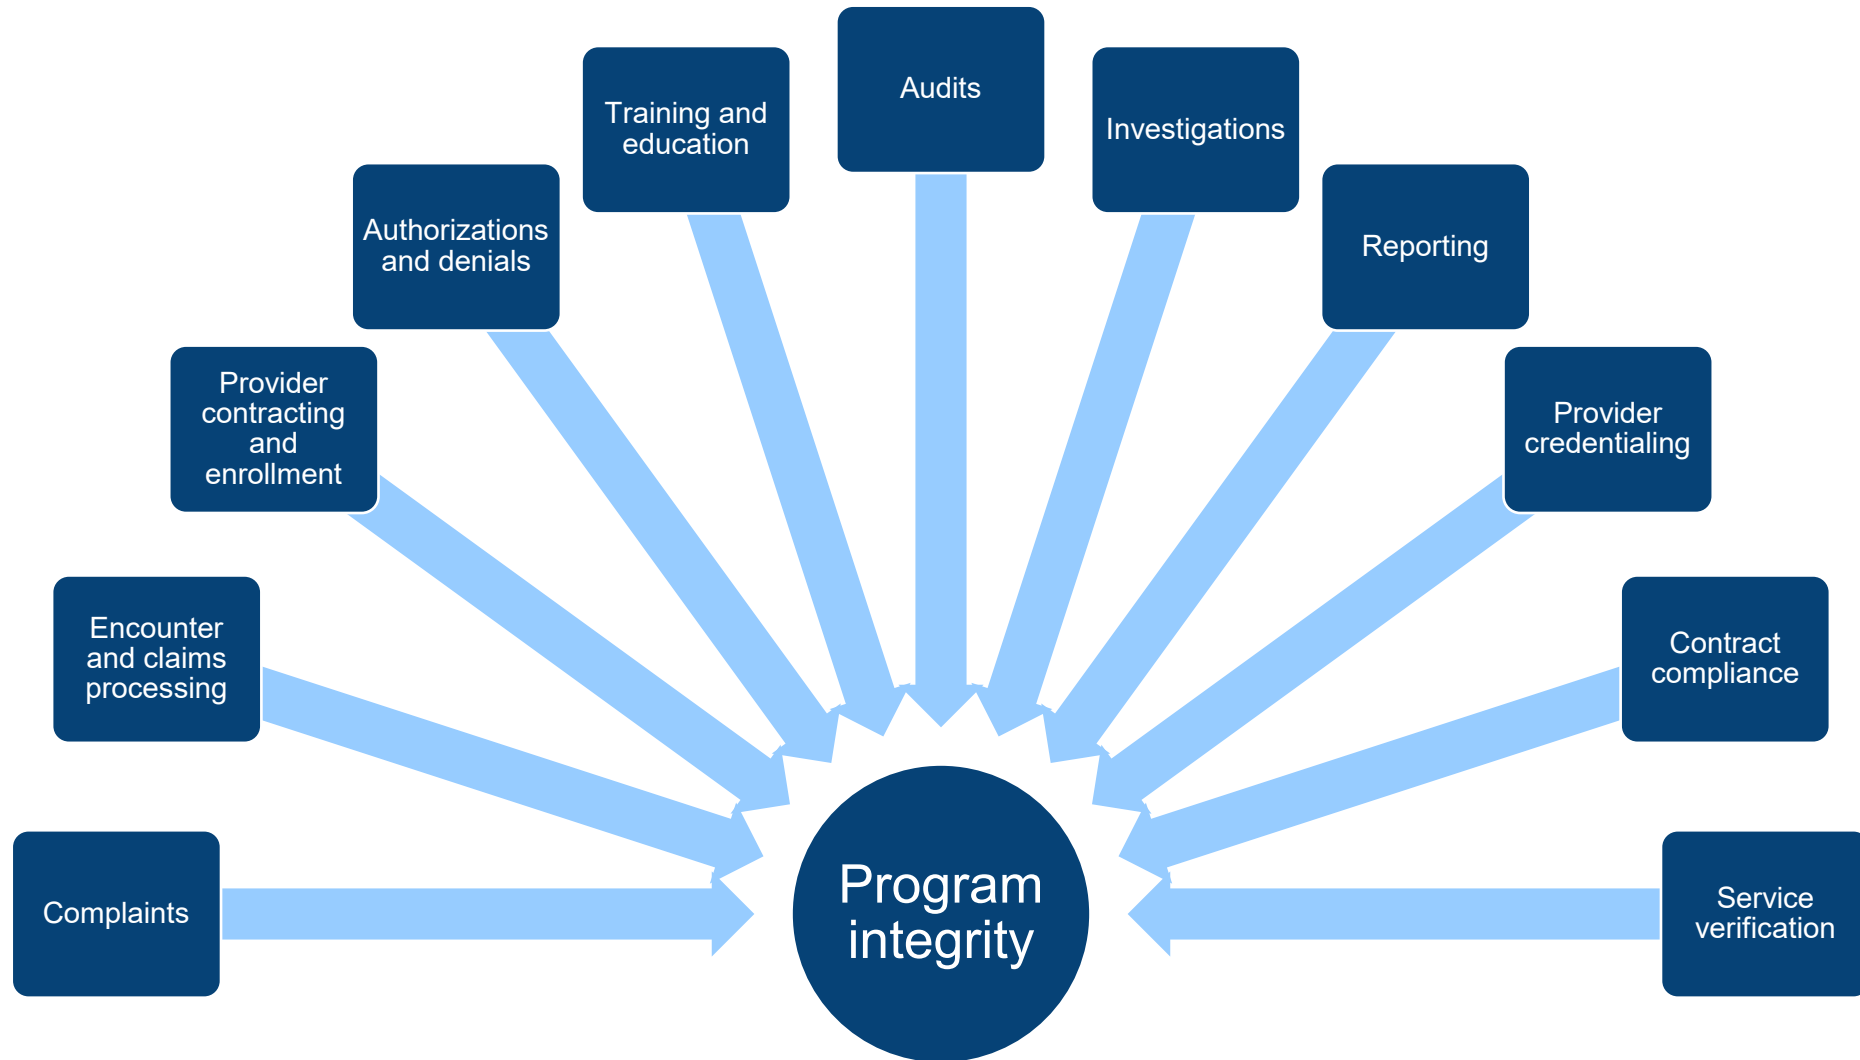 Complaints
Encounter
and claims
processing
Provider
contracting
and
enrollment
Authorizations
and denials
Training and
education
Audits
Investigations
Reporting
Provider
credentialing
Contract
compliance
Service
verification
Program
integrity